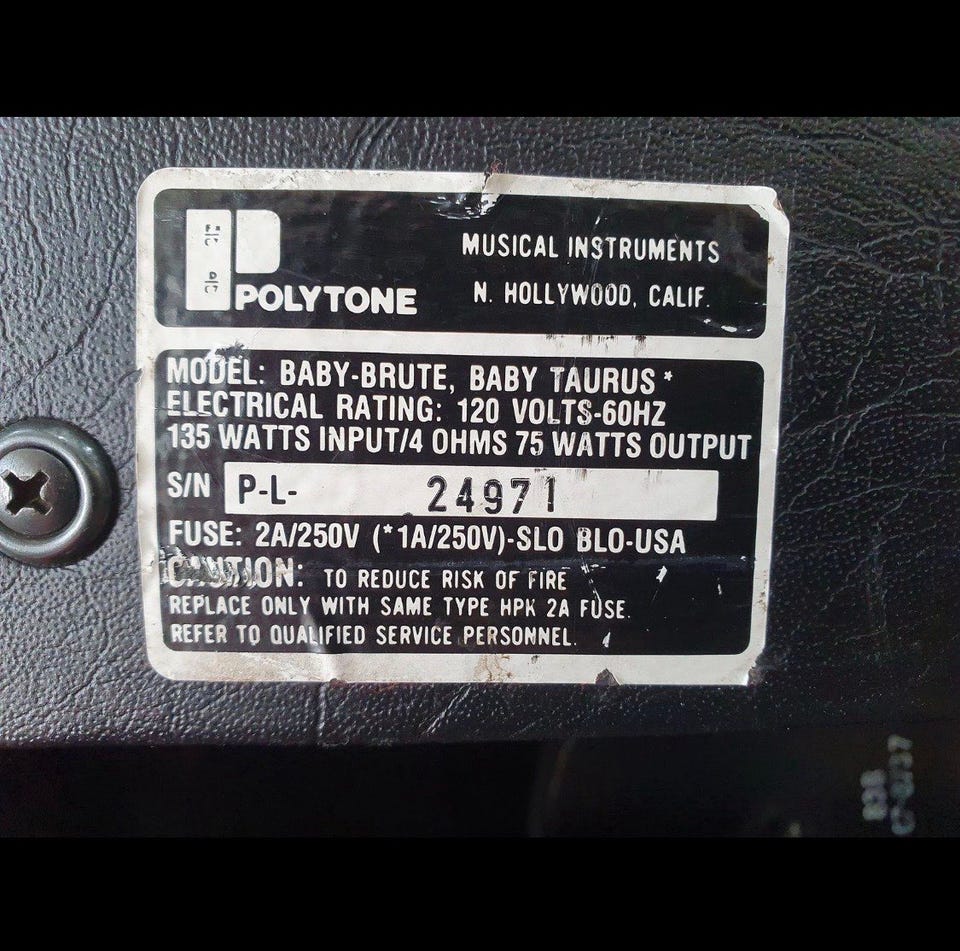 MUSICAL INSTRUMENTS
POLYTONE N. HOLLYWOOD, CALIF.
MODEL: BABY-BRUTE, BABY TAURUS *
ELECTRICAL RATING: 120 VOLTS-60HZ
135 WATTS INPUT/4 OHMS 75 WATTS OUTPUT
S/N P-L- 24971
FUSE: 2A/250V (*1A/250V)-SLO BLO-USA
CAUTION: TO REDUCE RISK OF FIRE
REPLACE ONLY WITH SAME TYPE HPK 2A FUSE.
REFER TO QUALIFIED SERVICE PERSONNEL.